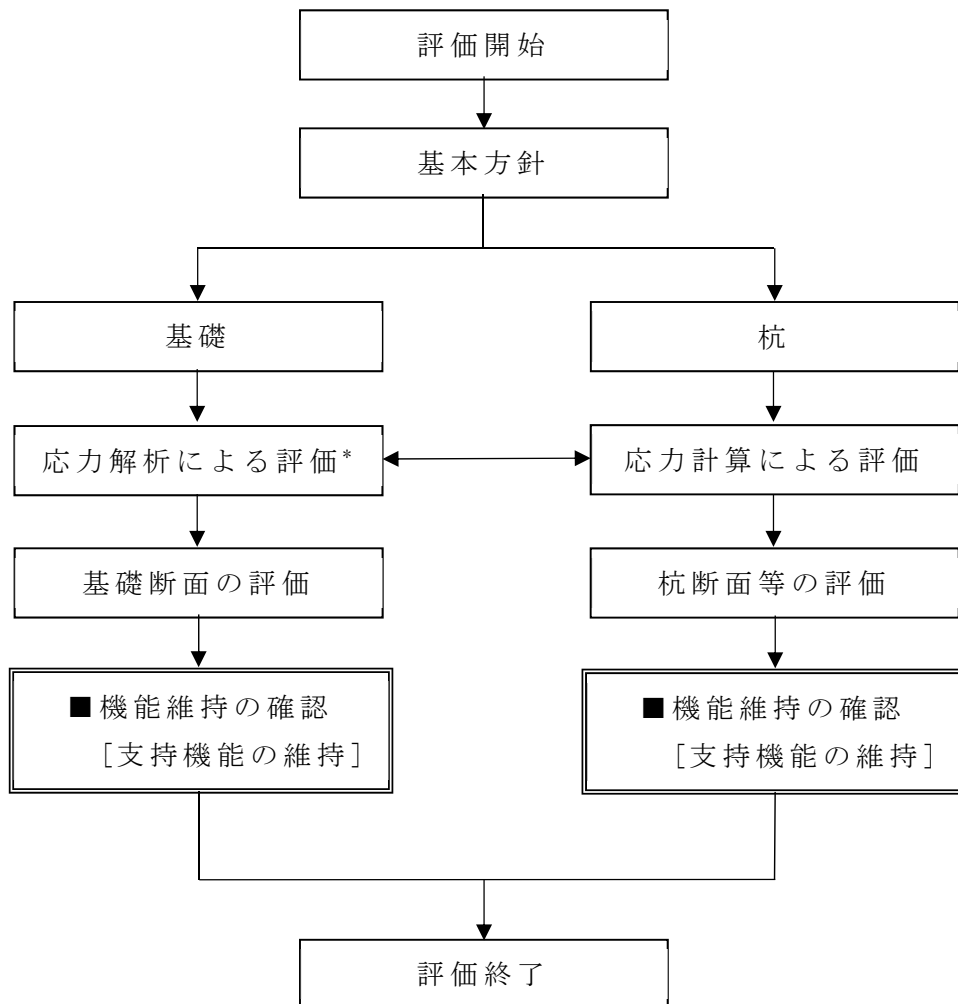 評価開始
基本方針
基礎
杭
応力解析による評価*
応力計算による評価
基礎断面の評価
杭断面等の評価
■機能維持の確認
[支持機能の維持]
■機能維持の確認
[支持機能の維持]
評価終了